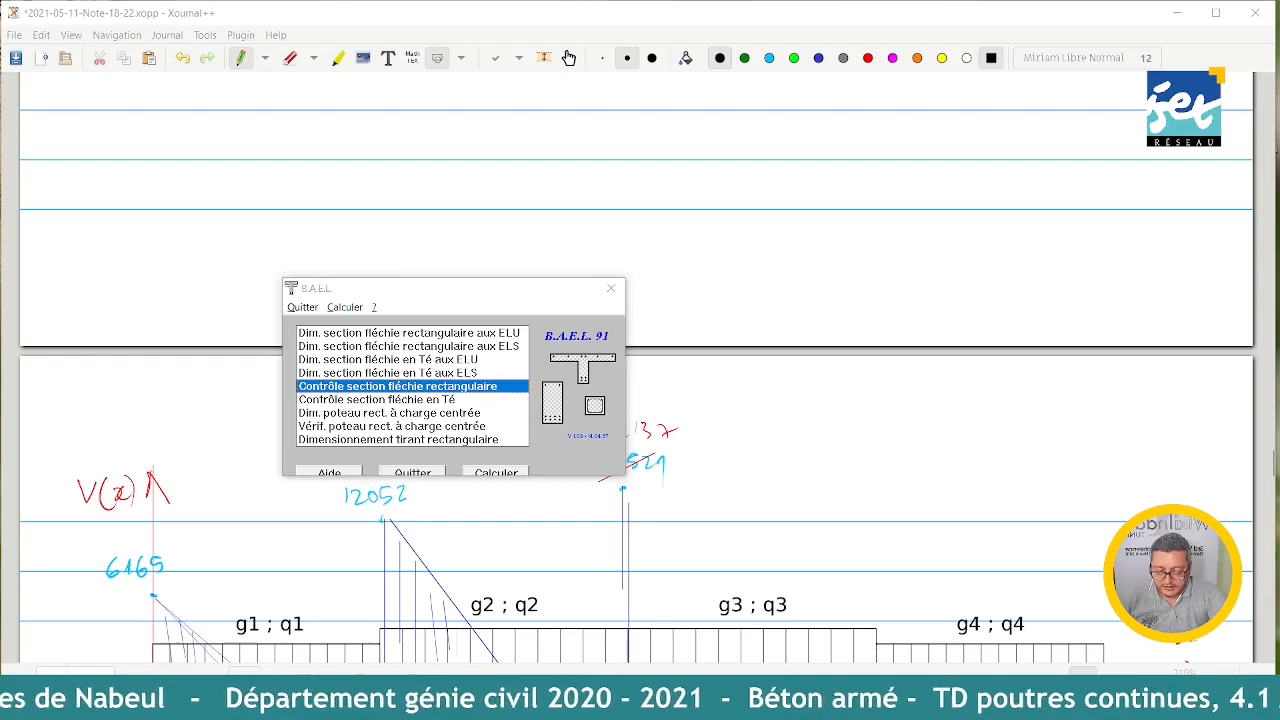 *2021-05-11-Note-18-22.xopp - Xournal++
File Edit View Navigation Journal Tools Plugin Help
Miriam Libre Normal 12
RÉSEAU
B.A.E.L.
Quitter Calculer ?
Dim. section fléchie rectangulaire aux ELU
Dim. section fléchie rectangulaire aux ELS
Dim. section fléchie en Té aux ELU
Dim. section fléchie en Té aux ELS
Contrôle section fléchie rectangulaire
Contrôle section fléchie en Té
Dim. poteau rect. à charge centrée
Vérif. poteau rect. à charge centrée
Dimensionnement tirant rectangulaire
B.A.E.L. 91
Aide Quitter Calculer
137
V(x)
12052
6165
g1 ; q1
g2 ; q2
g3 ; q3
g4 ; q4
310%
es de Nabeul - Département génie civil 2020 - 2021 - Béton armé - TD poutres continues, 4.1